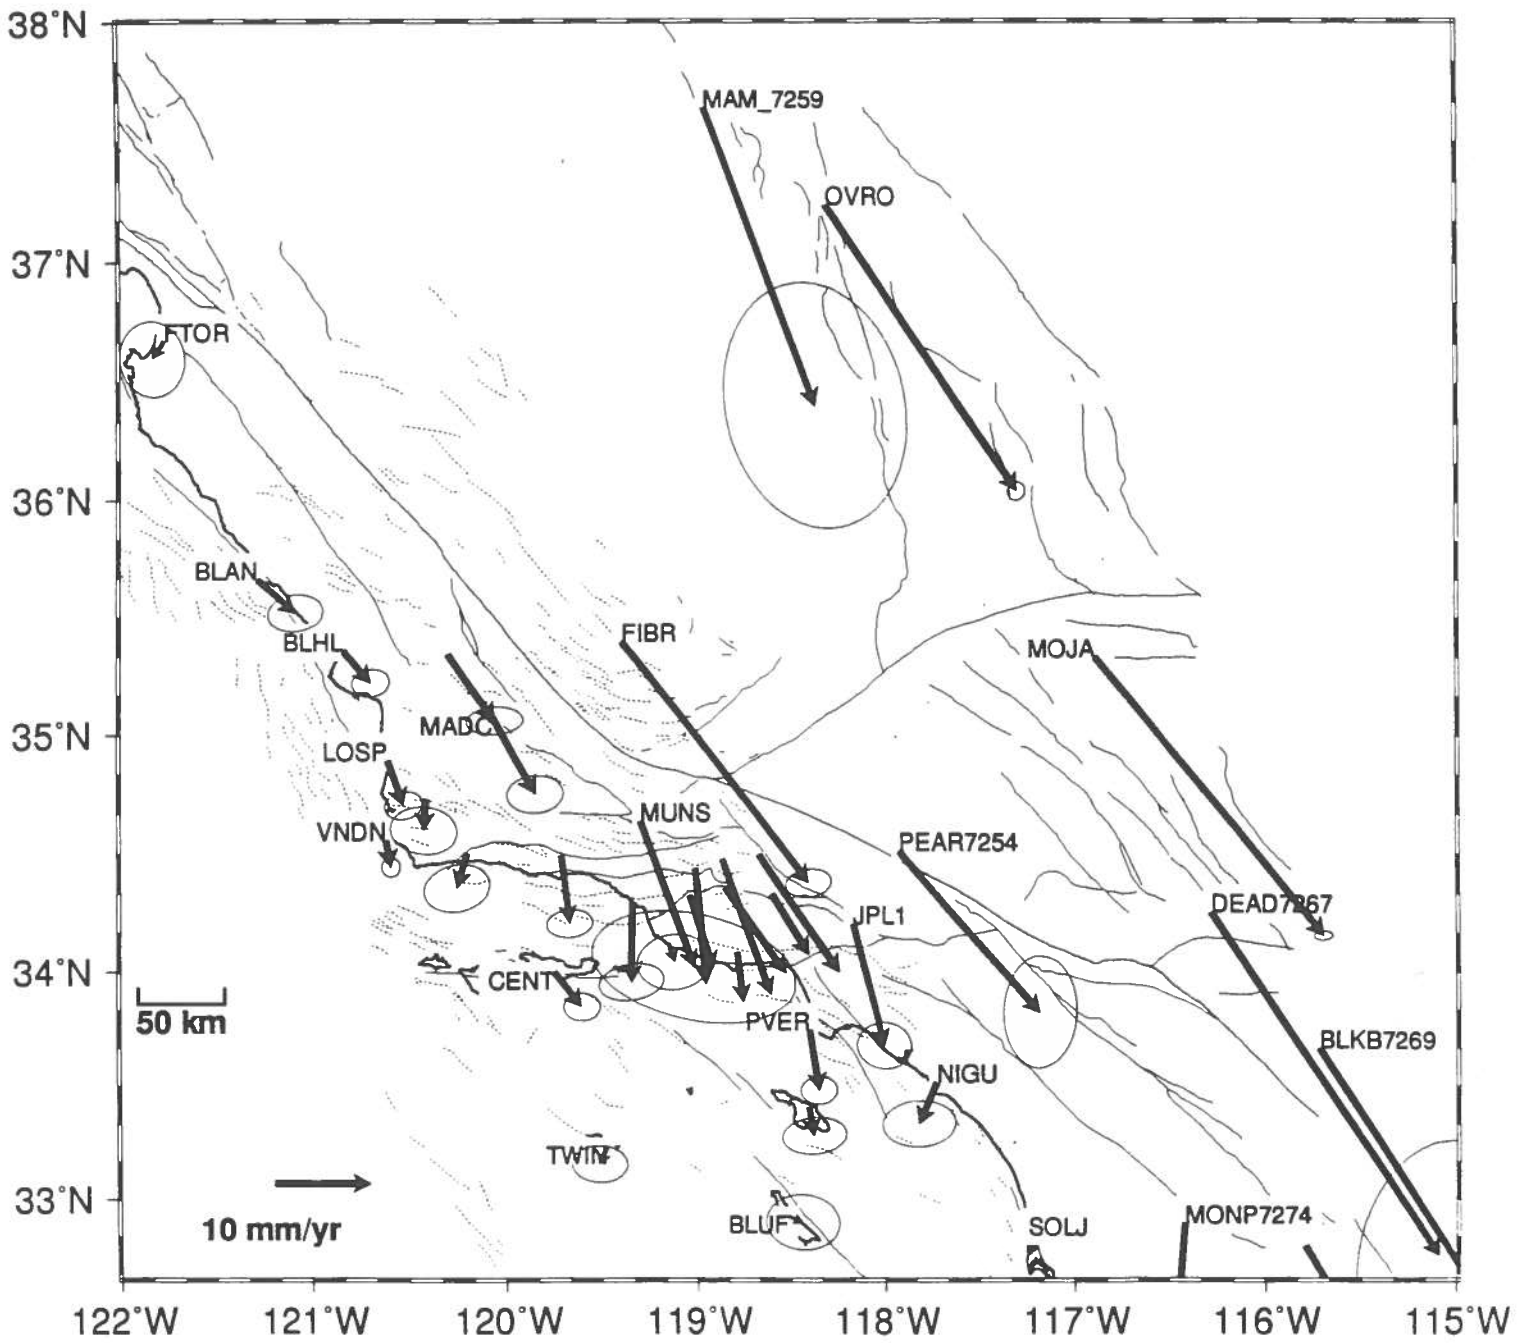 38°N
MAM_7259
OVRO
37°N
FTOR
36°N
BLAN
FIBR
BLHL
MOJA
35°N
MADC
LOSP
MUNS
VNDN
PEAR7254
DEAD7267
JPL1
34°N
CENT
50 km
PVER
BLKB7269
NIGU
TWIN
33°N
10 mm/yr
BLUF
SOLJ
MONP7274
122°W 121°W 120°W 119°W 118°W 117°W 116°W 115°W